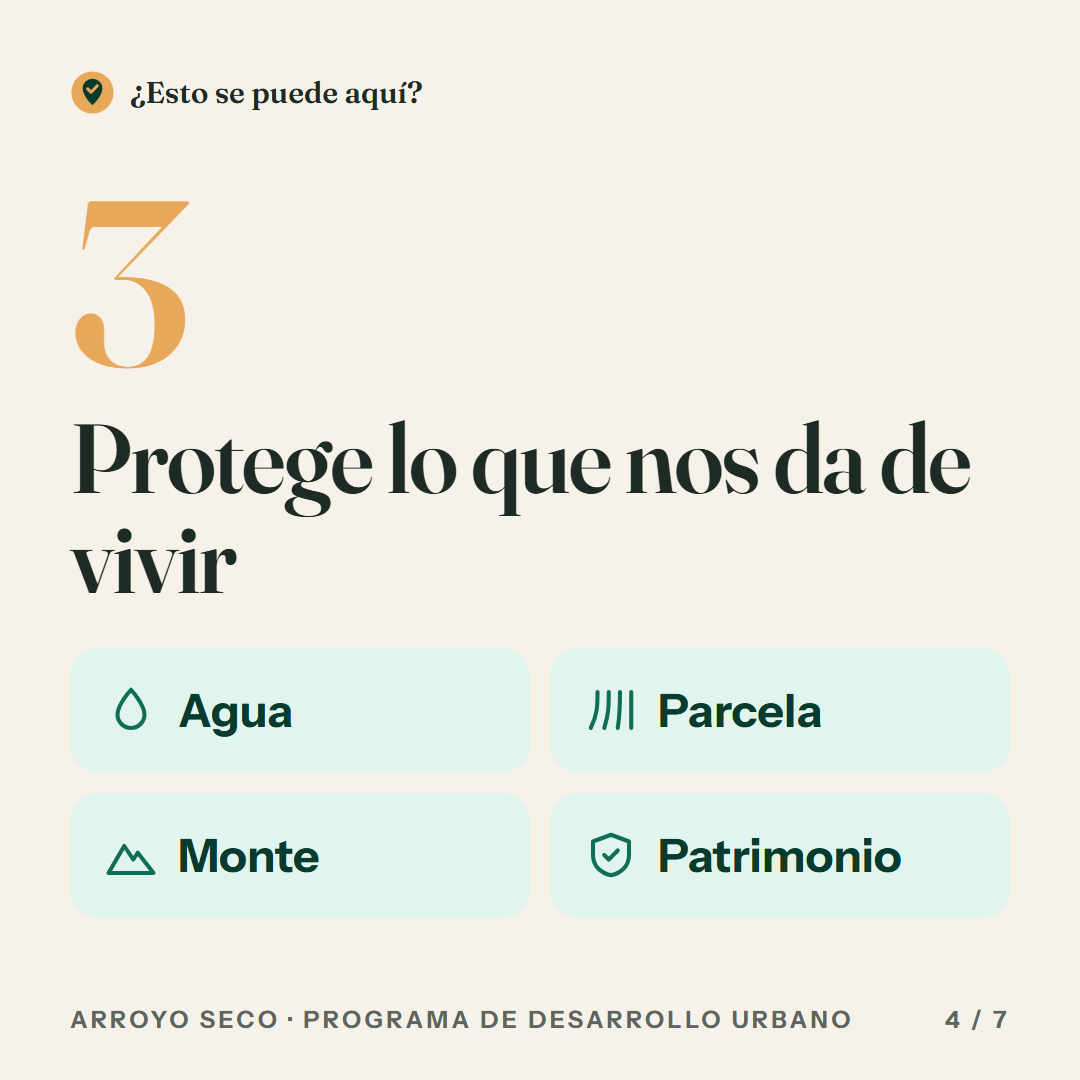 ¿Esto se puede aquí?
3
Protege lo que nos da de
vivir
Agua
Parcela
Monte
Patrimonio
ARROYO SECO · PROGRAMA DE DESARROLLO URBANO
4 / 7